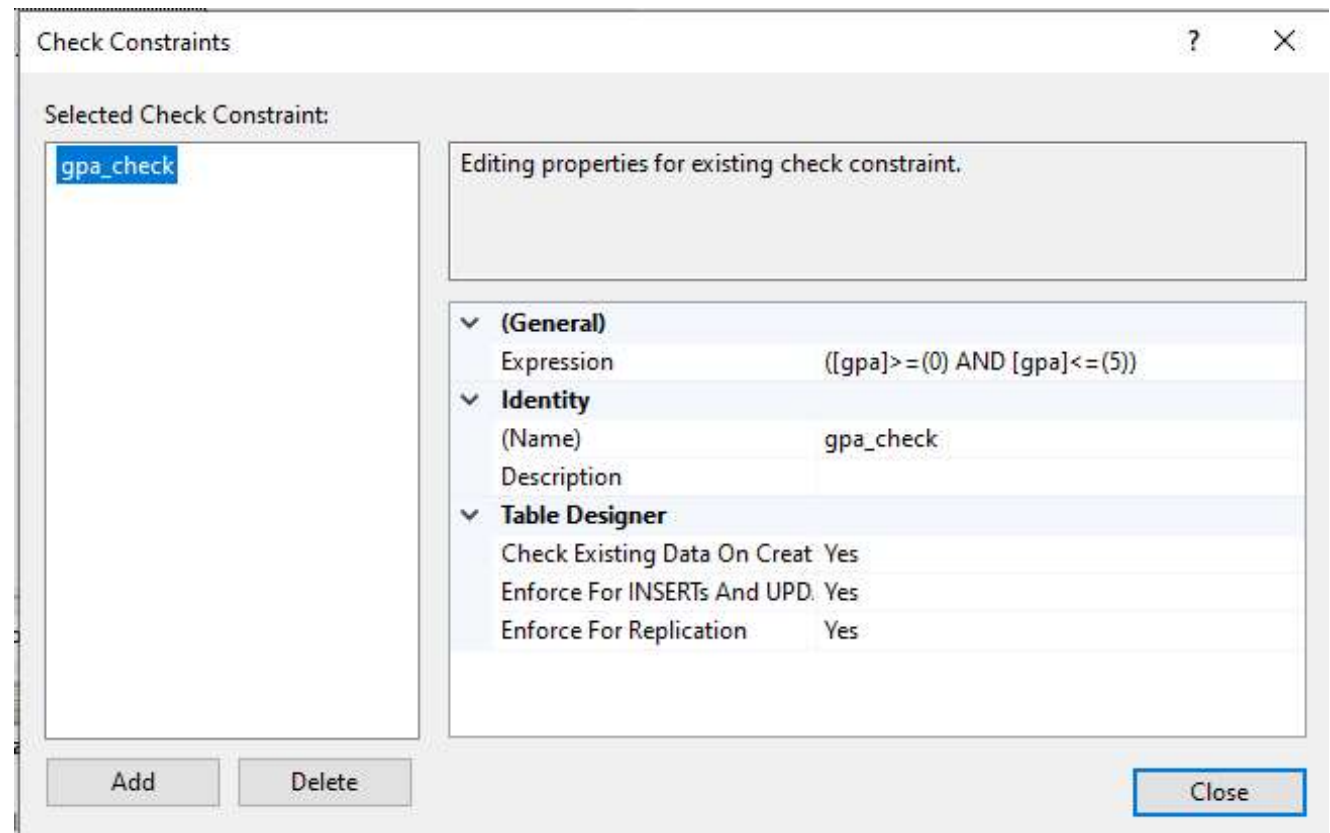 Check Constraints ? ×
Selected Check Constraint:
gpa_check
Editing properties for existing check constraint.
(General)
Expression ([gpa]>=(0) AND [gpa]<=(5))
Identity
(Name) gpa_check
Description
Table Designer
Check Existing Data On Creat Yes
Enforce For INSERTs And UPD. Yes
Enforce For Replication Yes
Add Delete
Close